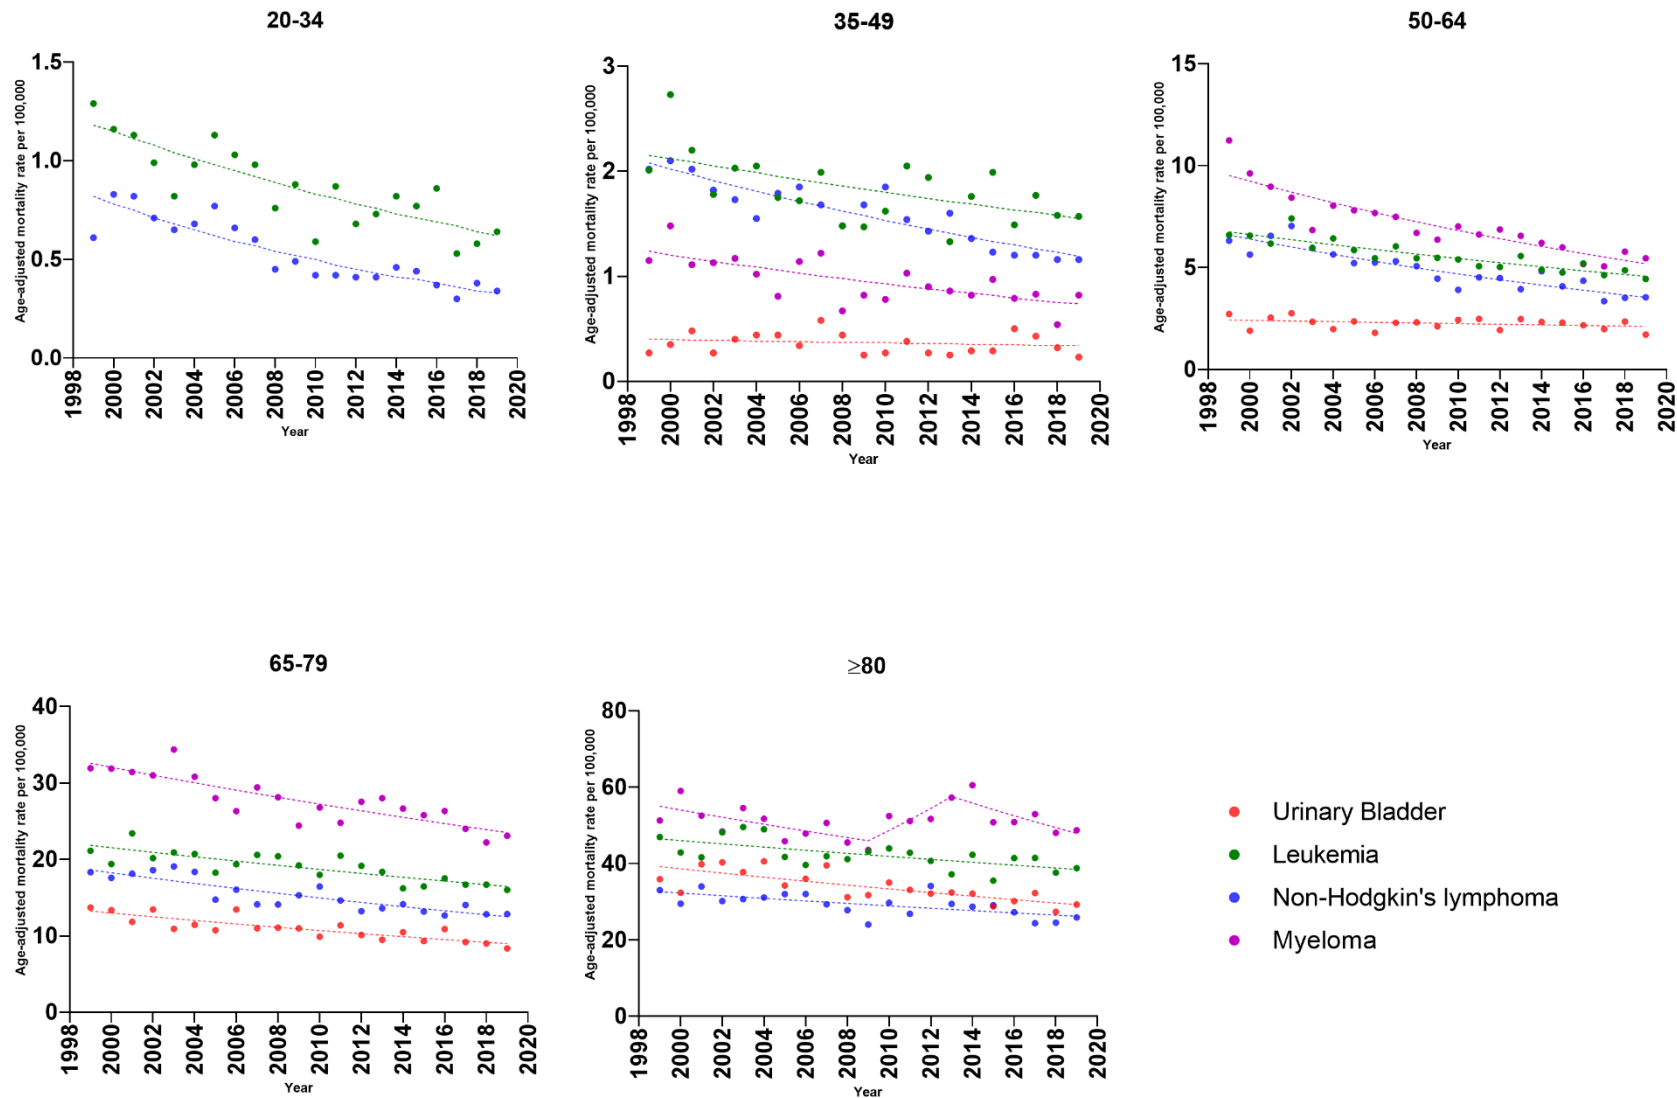 20-34
Age-adjusted mortality rate per 100,000
1.5
1.0
0.5
0.0
1998 2000 2002 2004 2006 2008 2010 2012 2014 2016 2018 2020
Year
35-49
Age-adjusted mortality rate per 100,000
3
2
1
0
1998 2000 2002 2004 2006 2008 2010 2012 2014 2016 2018 2020
Year
50-64
Age-adjusted mortality rate per 100,000
15
10
5
0
1998 2000 2002 2004 2006 2008 2010 2012 2014 2016 2018 2020
Year
65-79
Age-adjusted mortality rate per 100,000
40
30
20
10
0
1998 2000 2002 2004 2006 2008 2010 2012 2014 2016 2018 2020
Year
≥80
Age-adjusted mortality rate per 100,000
80
60
40
20
0
1998 2000 2002 2004 2006 2008 2010 2012 2014 2016 2018 2020
Year
Urinary Bladder
Leukemia
Non-Hodgkin's lymphoma
Myeloma